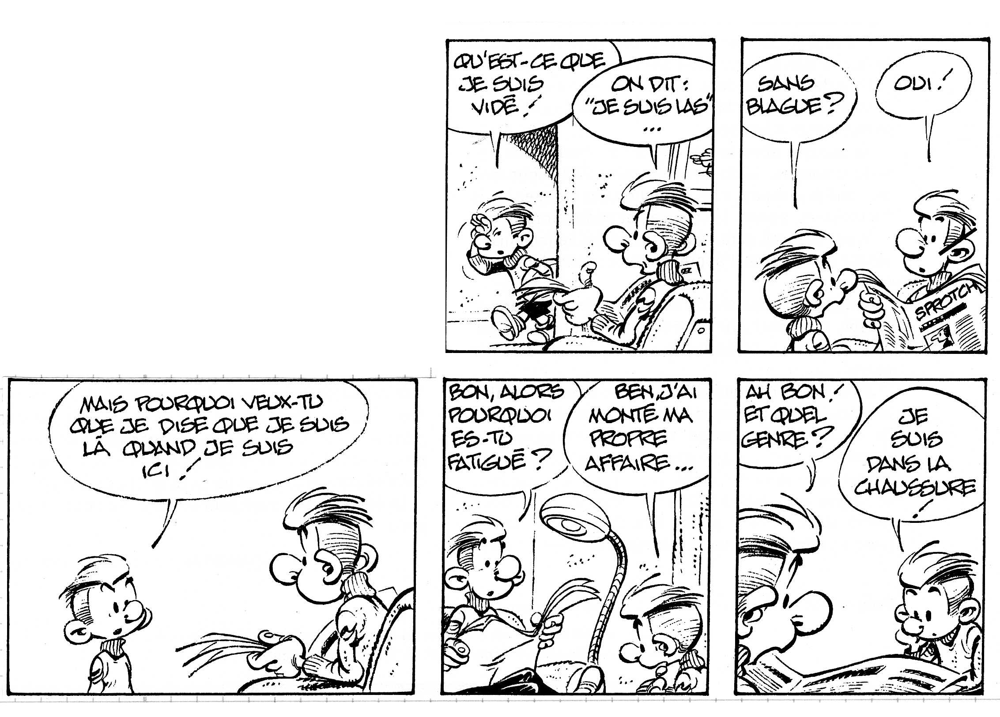 QU'EST-CE QUE
JE SUIS
VIDÉ !
ON DIT :
"JE SUIS LAS"
...
SANS
BLAGUE ?
OUI !
SPROTCH
MAIS POURQUOI VEUX-TU
QUE JE DISE QUE JE SUIS
LÀ QUAND JE SUIS
ICI !
BON, ALORS
POURQUOI
ES-TU
FATIGUÉ ?
BEN, J'AI
MONTÉ MA
PROPRE
AFFAIRE...
AH BON !
ET QUEL
GENRE ?
JE
SUIS
DANS LA
CHAUSSURE
!